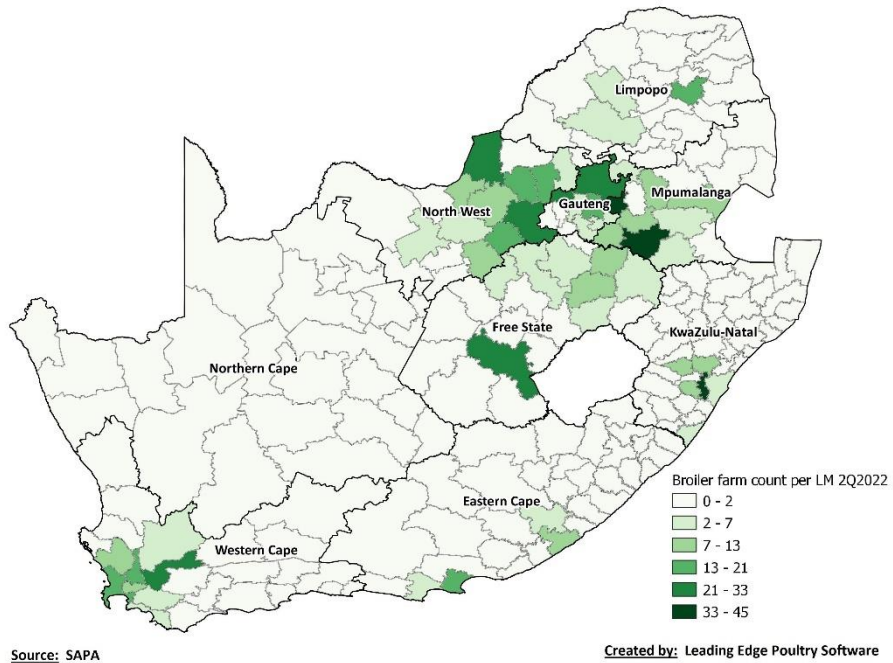 Limpopo
Mpumalanga
North West
Gauteng
Free State
KwaZulu-Natal
Northern Cape
Eastern Cape
Western Cape
Broiler farm count per LM 2Q2022
0 - 2
2 - 7
7 - 13
13 - 21
21 - 33
33 - 45
Source: SAPA
Created by: Leading Edge Poultry Software